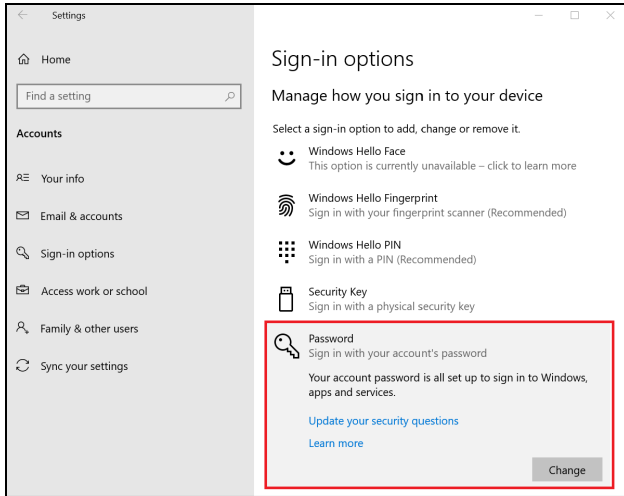 Settings
Home
Find a setting
Accounts
Your info
Email & accounts
Sign-in options
Access work or school
Family & other users
Sync your settings
Sign-in options
Manage how you sign in to your device
Select a sign-in option to add, change or remove it.
Windows Hello Face
This option is currently unavailable – click to learn more
Windows Hello Fingerprint
Sign in with your fingerprint scanner (Recommended)
Windows Hello PIN
Sign in with a PIN (Recommended)
Security Key
Sign in with a physical security key
Password
Sign in with your account's password
Your account password is all set up to sign in to Windows,
apps and services.
Update your security questions
Learn more
Change